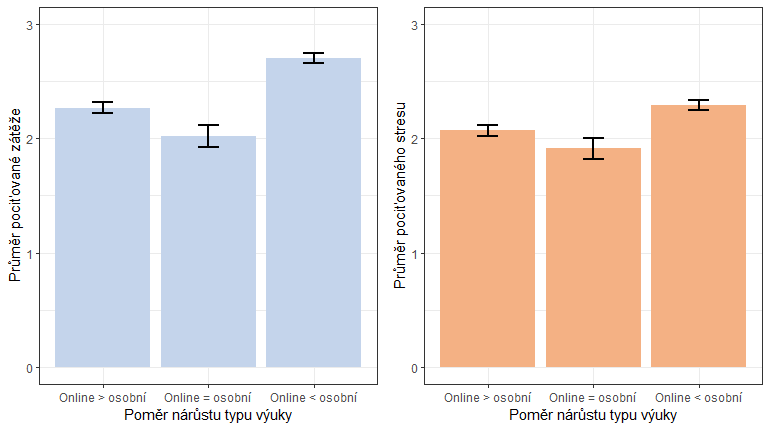 Průměr pociťované zátěže
3
2
1
0
Online > osobní
Online = osobní
Online < osobní
Poměr nárůstu typu výuky
Průměr pociťovaného stresu
3
2
1
0
Online > osobní
Online = osobní
Online < osobní
Poměr nárůstu typu výuky